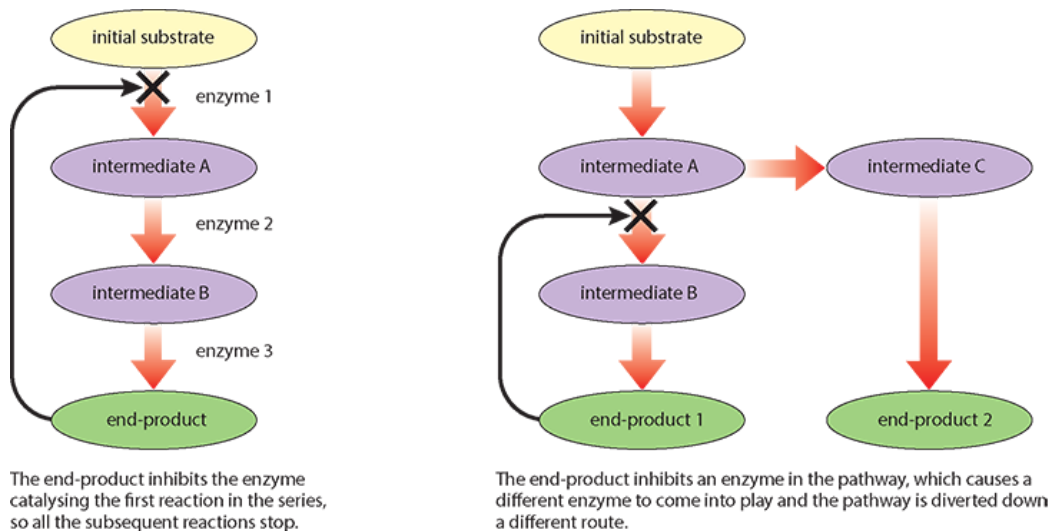 initial substrate
enzyme 1
intermediate A
enzyme 2
intermediate B
enzyme 3
end-product
The end-product inhibits the enzyme
catalysing the first reaction in the series,
so all the subsequent reactions stop.
initial substrate
intermediate A
intermediate C
intermediate B
end-product 1
end-product 2
The end-product inhibits an enzyme in the pathway, which causes a
different enzyme to come into play and the pathway is diverted down
a different route.